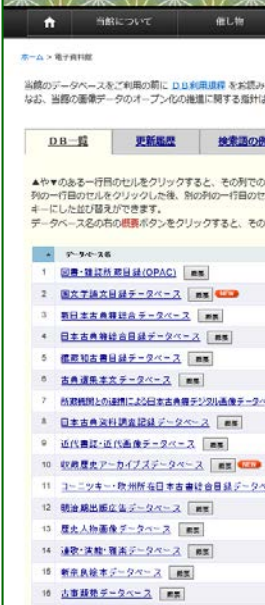 当館について 催し物
ホーム > 電子資料館
当館のデータベースをご利用の前に DB利用規程 をお読み
なお、当館の画像データのオープン化の推進に関する指針は
DB一覧 更新履歴 検索語の例
▲や▼のある一行目のセルをクリックすると、その列での
列の一行目のセルをクリックした後、別の列の一行目のセ
キーにした並び替えができます。
データベース名の右の概要ボタンをクリックすると、その
データベース名
1 図書・雑誌所蔵目録(OPAC) 概要
2 国文学論文目録データベース 概要 NEW
3 新日本古典籍総合データベース 概要
4 日本古典籍総合目録データベース 概要
5 館蔵和古書目録データベース 概要
6 古典選集本文データベース 概要
7 所蔵機関との連携による日本古典籍デジタル画像データベ
8 日本古典資料調査記録データベース 概要
9 近代書誌・近代画像データベース 概要
10 収蔵歴史アーカイブズデータベース 概要 NEW
11 コーニツキー・欧州所在日本古書総合目録データベ
12 明治期出版広告データベース 概要
13 歴史人物画像データベース 概要
14 連歌・演能・雅楽データベース 概要
15 新奈良絵本データベース 概要
16 古事類苑データベース 概要